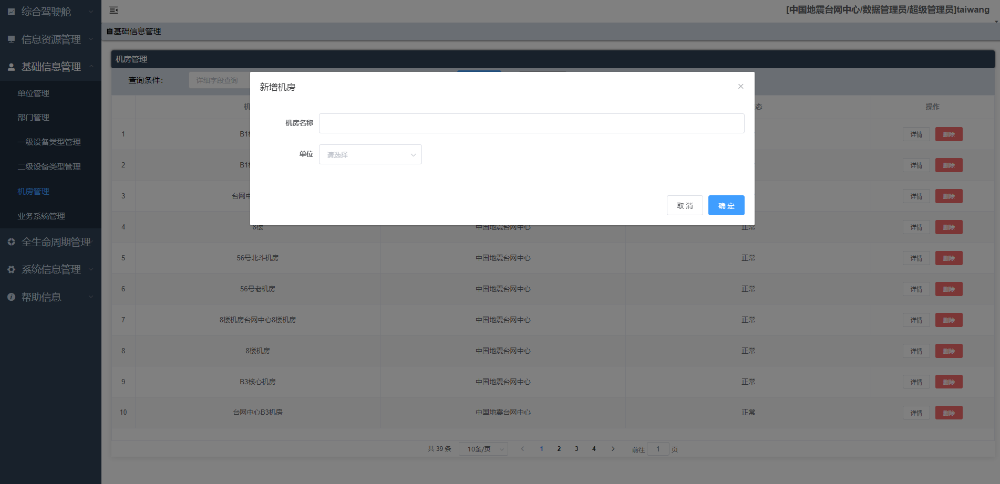 综合驾驶舱
信息资源管理
基础信息管理
单位管理
部门管理
一级设备类型管理
二级设备类型管理
机房管理
业务系统管理
全生命周期管理
系统信息管理
帮助信息
[中国地震台网中心/数据管理员/超级管理员]taiwang
基础信息管理
机房管理
查询条件: 详细字段查询
新增机房
机房名称
单位 请选择
取 消 确 定
机 态 操作
1 B1 详情 删除
2 B1 详情 删除
3 台网中 详情 删除
4 8楼 中国地震台网中心 正常 详情 删除
5 56号北斗机房 中国地震台网中心 正常 详情 删除
6 56号老机房 中国地震台网中心 正常 详情 删除
7 8楼机房台网中心8楼机房 中国地震台网中心 正常 详情 删除
8 8楼机房 中国地震台网中心 正常 详情 删除
9 B3核心机房 中国地震台网中心 正常 详情 删除
10 台网中心B3机房 中国地震台网中心 正常 详情 删除
共 39 条 10条/页 1 2 3 4 前往 1 页